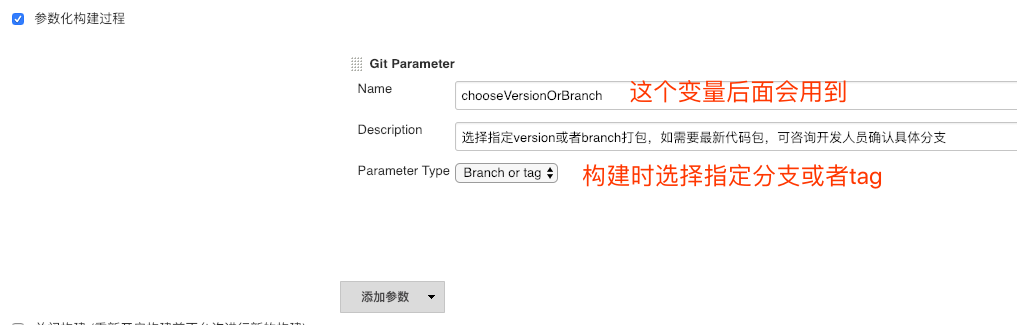 参数化构建过程
Git Parameter
Name
chooseVersionOrBranch
这个变量后面会用到
Description
选择指定version或者branch打包，如需要最新代码包，可咨询开发人员确认具体分支
Parameter Type
Branch or tag
构建时选择指定分支或者tag
添加参数